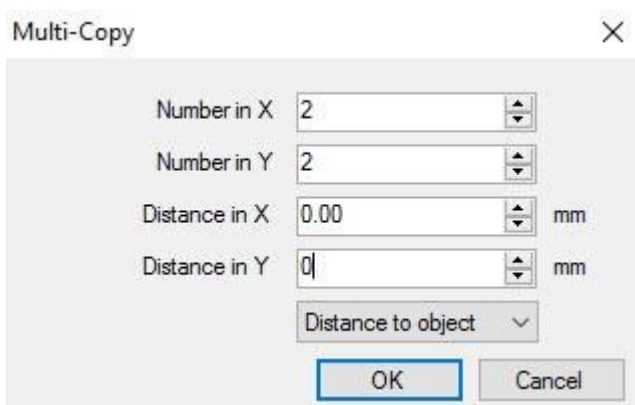 Multi-Copy
Number in X 2
Number in Y 2
Distance in X 0.00 mm
Distance in Y 0 mm
Distance to object
OK Cancel